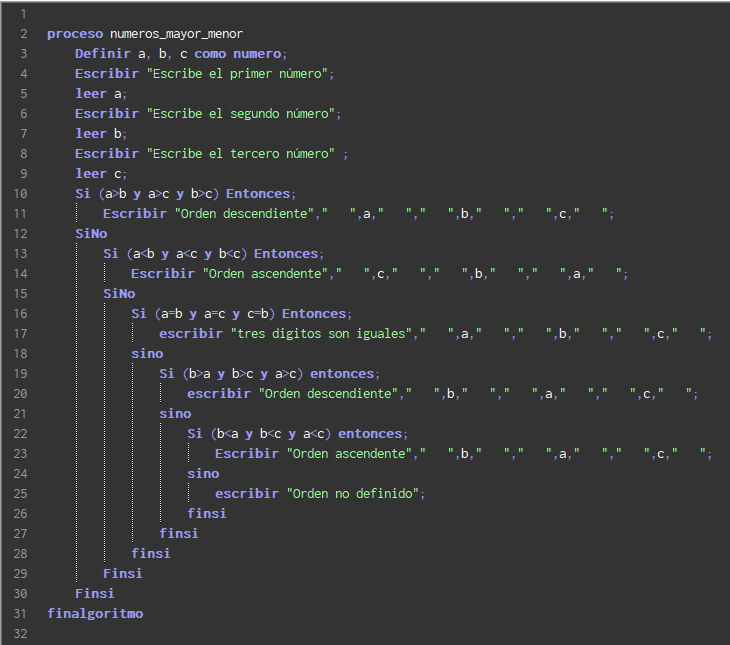 1
2 proceso numeros_mayor_menor
3 Definir a, b, c como numero;
4 Escribir "Escribe el primer número";
5 leer a;
6 Escribir "Escribe el segundo número";
7 leer b;
8 Escribir "Escribe el tercero número" ;
9 leer c;
10 Si (a>b y a>c y b>c) Entonces;
11 Escribir "Orden descendiente","   ",a,"   ","   ",b,"   ","   ",c,"   ";
12 SiNo
13 Si (a<b y a<c y b<c) Entonces;
14 Escribir "Orden ascendente","   ",c,"   ","   ",b,"   ","   ",a,"   ";
15 SiNo
16 Si (a=b y a=c y c=b) Entonces;
17 escribir "tres digitos son iguales","   ",a,"   ","   ",b,"   ","   ",c,"   ";
18 sino
19 Si (b>a y b>c y a>c) entonces;
20 escribir "Orden descendiente","   ",b,"   ","   ",a,"   ","   ",c,"   ";
21 sino
22 Si (b<a y b<c y a<c) entonces;
23 Escribir "Orden ascendente","   ",b,"   ","   ",a,"   ","   ",c,"   ";
24 sino
25 escribir "Orden no definido";
26 finsi
27 finsi
28 finsi
29 Finsi
30 Finsi
31 finalgoritmo
32